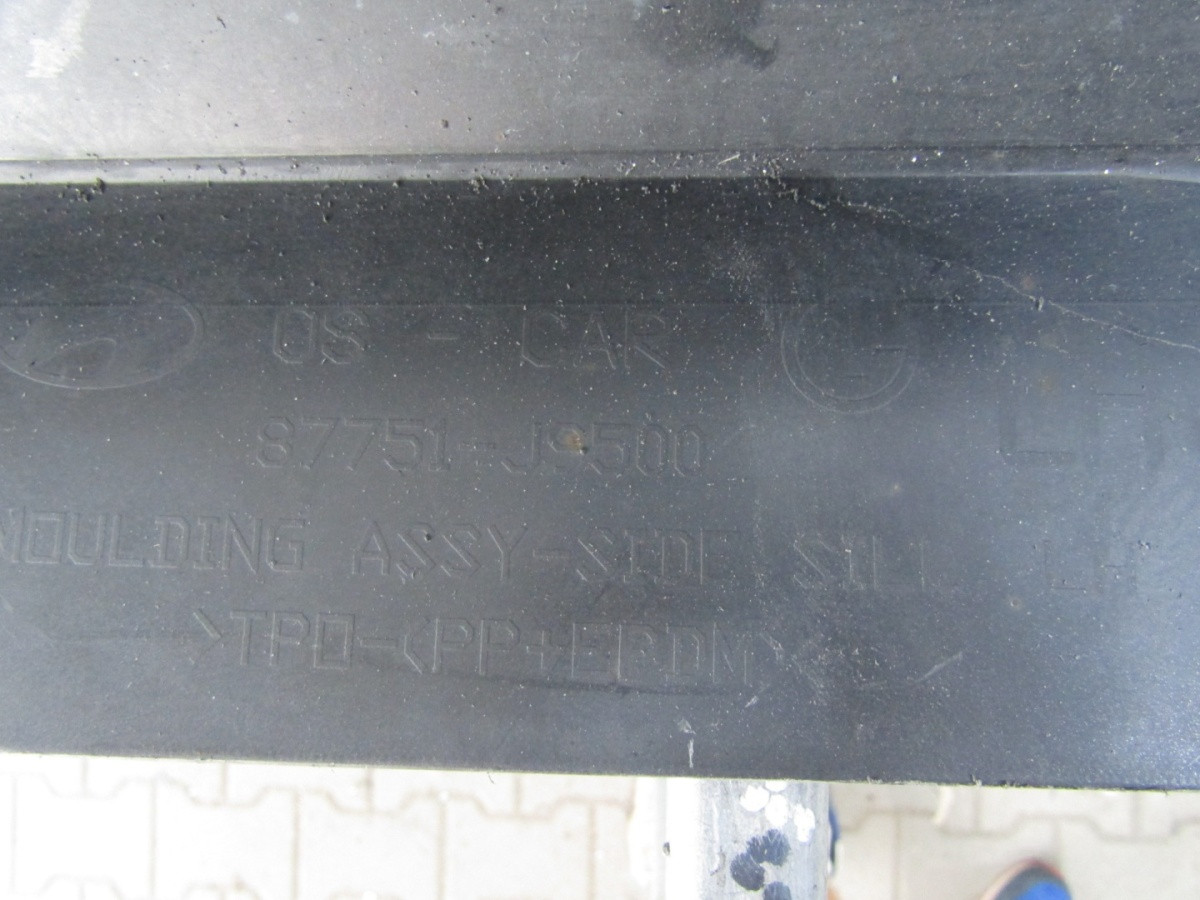 OS - CAR
87751-J9500
MOULDING ASSY-SIDE SILL LH
>TPO-(PP+EPDM)